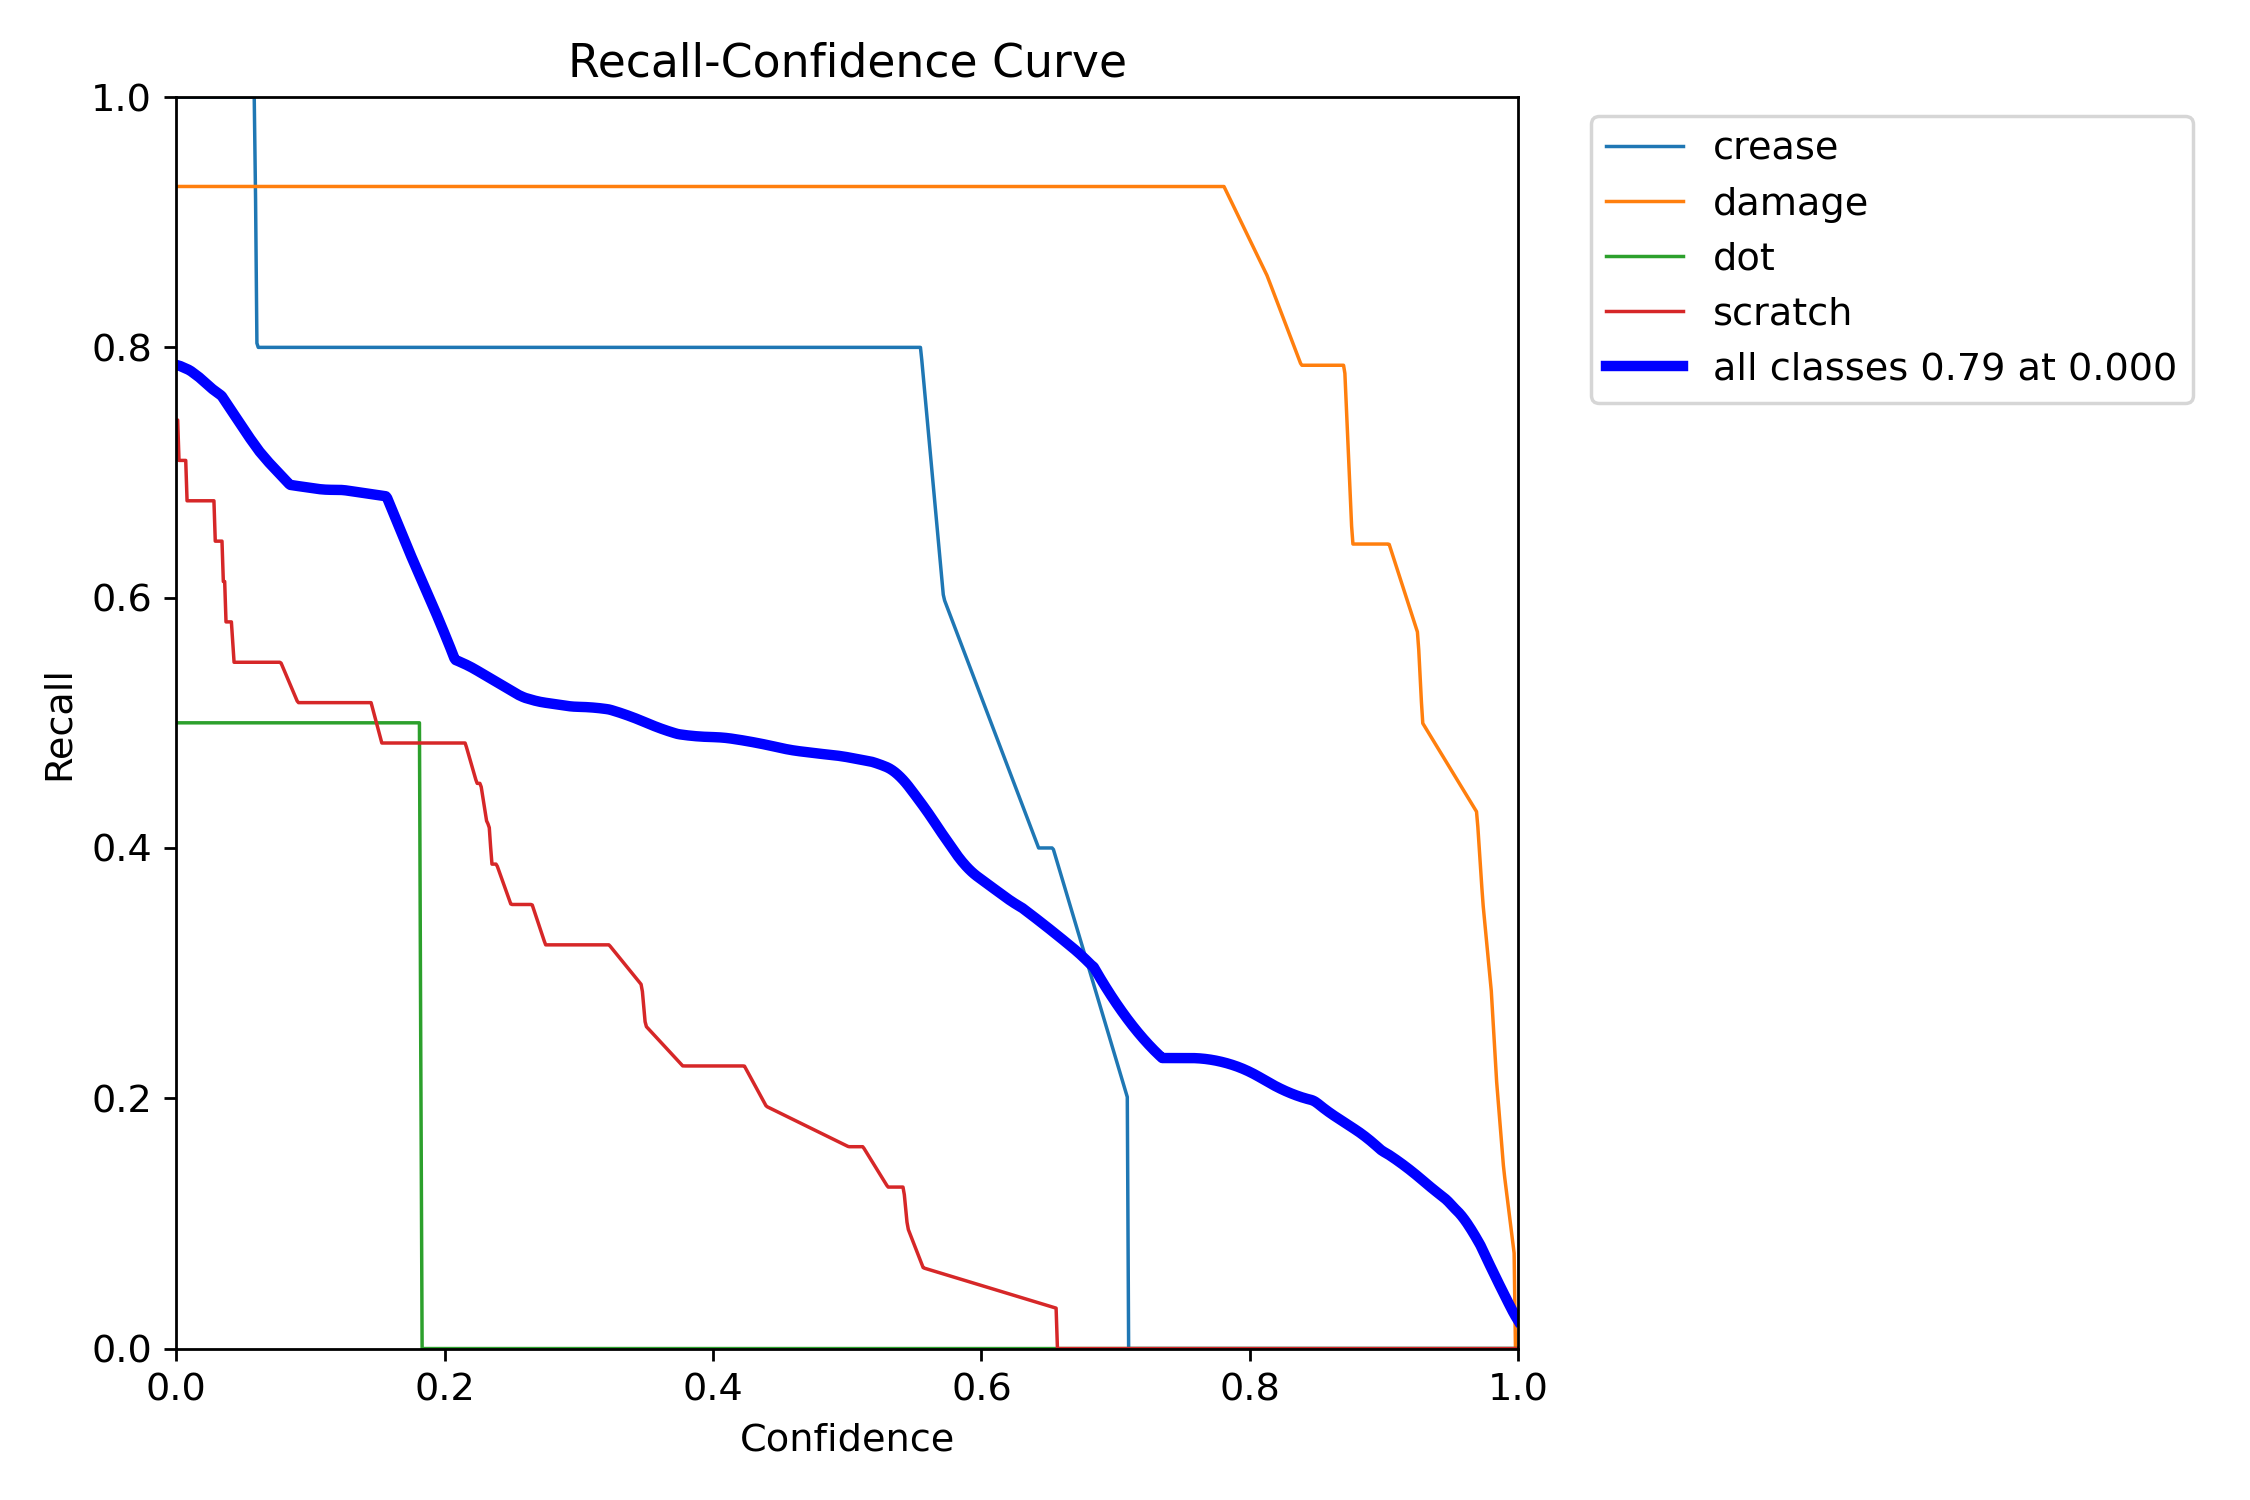 Recall-Confidence Curve
1.0
0.8
0.6
0.4
0.2
0.0
Recall
0.0 0.2 0.4 0.6 0.8 1.0
Confidence
crease
damage
dot
scratch
all classes 0.79 at 0.000